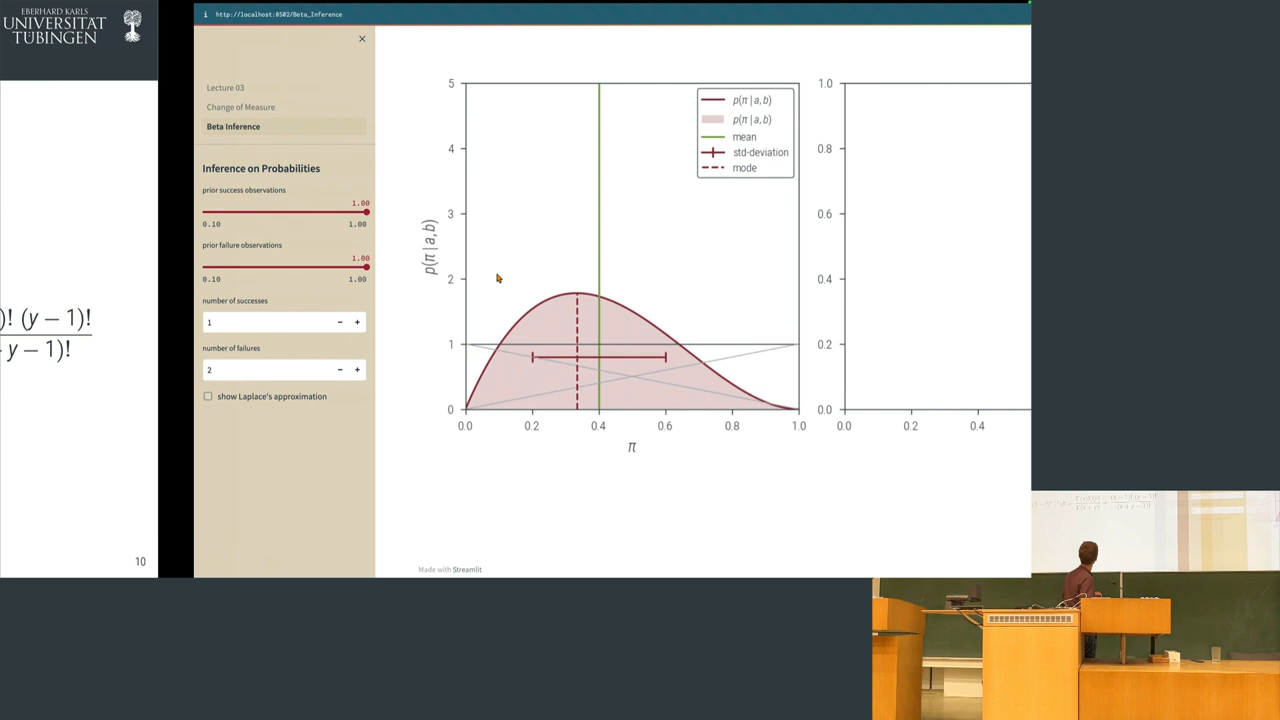 EBERHARD KARLS
UNIVERSITÄT
TÜBINGEN
)! (y − 1)!
y − 1)!
10
http://localhost:8502/Beta_Inference
×
Lecture 03
Change of Measure
Beta Inference
Inference on Probabilities
prior success observations
1.00
0.10 1.00
prior failure observations
1.00
0.10 1.00
number of successes
1 − +
number of failures
2 − +
show Laplace's approximation
p(π | a, b)
5
4
3
2
1
0
0.0 0.2 0.4 0.6 0.8 1.0
π
p(π | a, b)
p(π | a, b)
mean
std-deviation
mode
1.0
0.8
0.6
0.4
0.2
0.0
0.0 0.2 0.4
Made with Streamlit